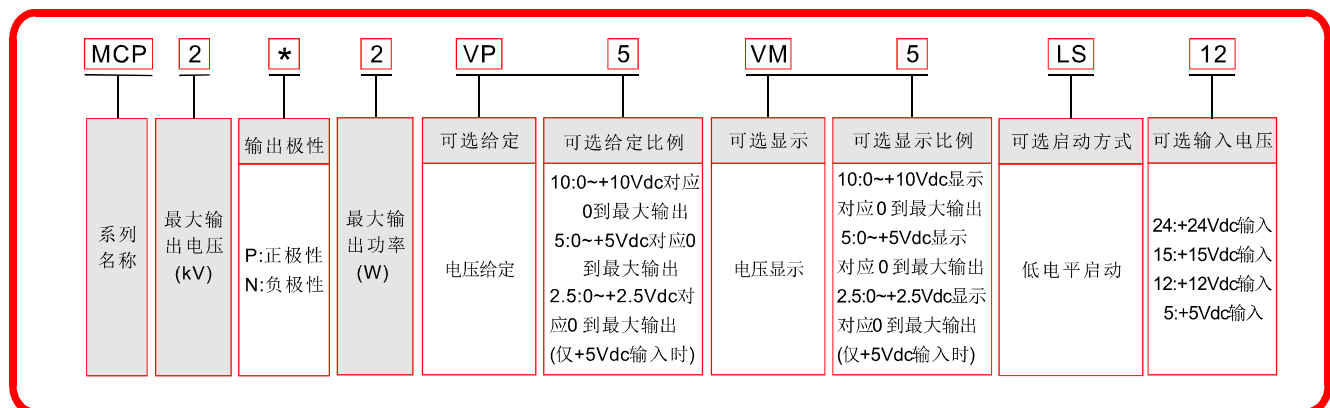 MCP 2 * 2 VP 5 VM 5 LS 12
系列
名称
最大输
出电压
(kV)
输出极性
P:正极性
N:负极性
最大输
出功率
(W)
可选给定
电压给定
可选给定比例
10:0~+10Vdc对应
0到最大输出
5:0~+5Vdc对应0
到最大输出
2.5:0~+2.5Vdc对
应0 到最大输出
(仅+5Vdc输入时)
可选显示
电压显示
可选显示比例
10:0~+10Vdc显示
对应0 到最大输出
5:0~+5Vdc显示
对应0 到最大输出
2.5:0~+2.5Vdc显示
对应0 到最大输出
(仅+5Vdc输入时)
可选启动方式
低电平启动
可选输入电压
24:+24Vdc输入
15:+15Vdc输入
12:+12Vdc输入
5:+5Vdc输入